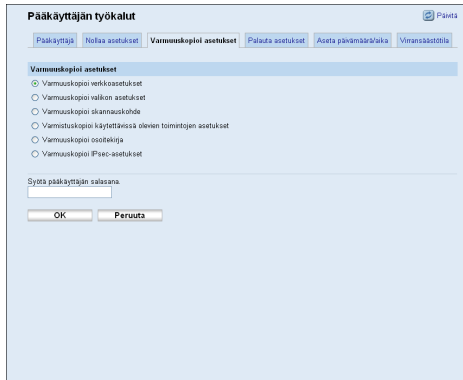 Pääkäyttäjän työkalut
Päivitä
Pääkäyttäjä Nollaa asetukset Varmuuskopioi asetukset Palauta asetukset Aseta päivämäärä/aika Virransäästötila
Varmuuskopioi asetukset
Varmuuskopioi verkkoasetukset
Varmuuskopioi valikon asetukset
Varmuuskopioi skannauskohde
Varmistuskopioi käytettävissä olevien toimintojen asetukset
Varmuuskopioi osoitekirja
Varmuuskopioi IPsec-asetukset
Syötä pääkäyttäjän salasana.
OK Peruuta